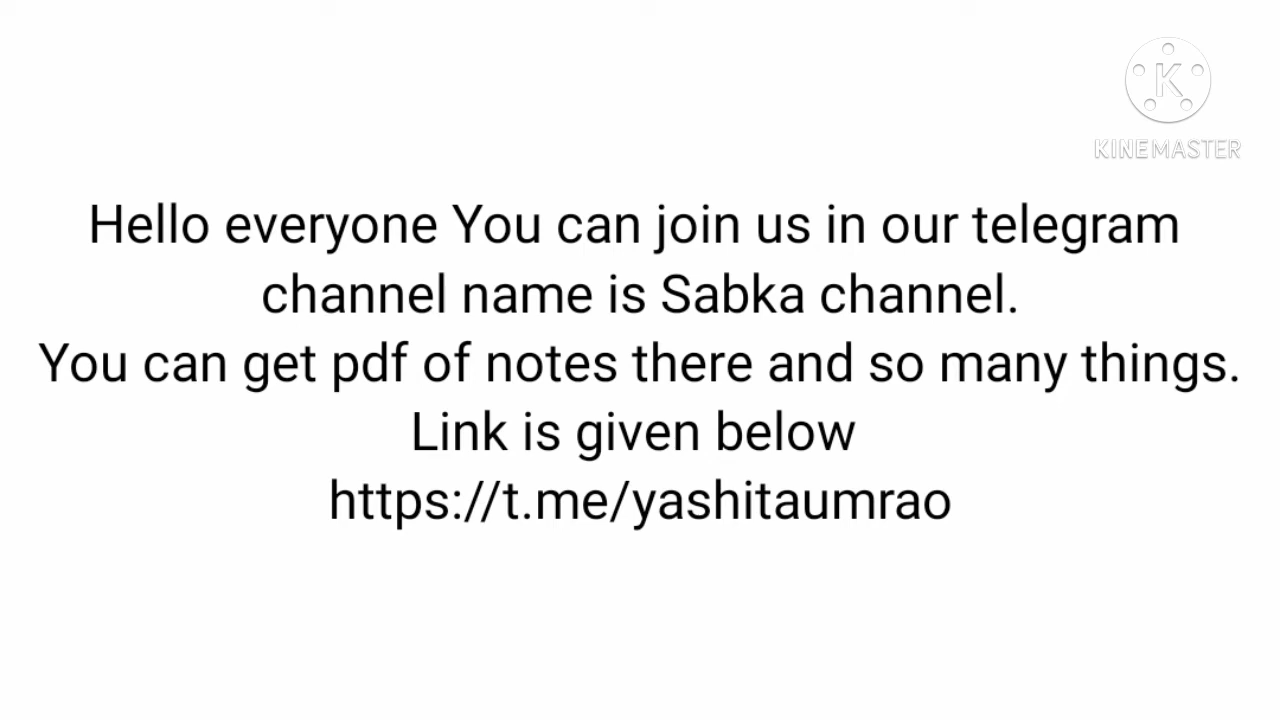 KINEMASTER
Hello everyone You can join us in our telegram
channel name is Sabka channel.
You can get pdf of notes there and so many things.
Link is given below
https://t.me/yashitaumrao